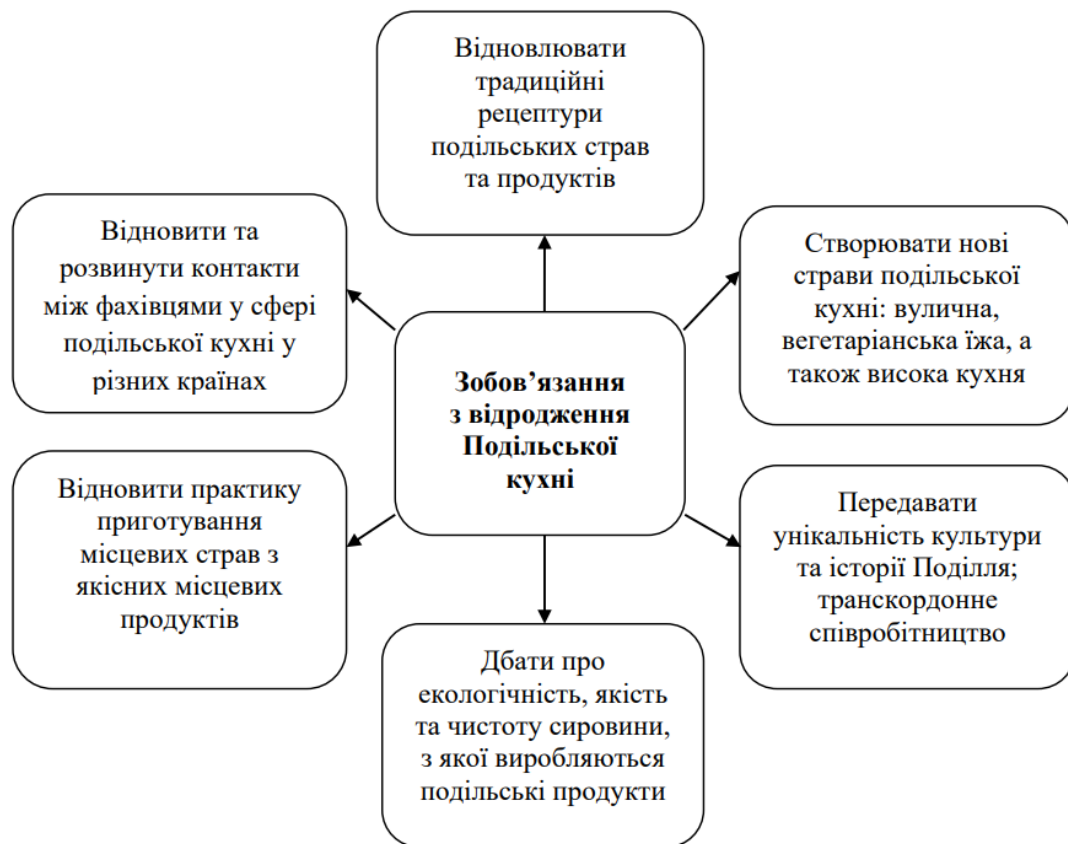 Відновлювати
традиційні
рецептури
подільських страв
та продуктів
Відновити та
розвинути контакти
між фахівцями у сфері
подільської кухні у
різних країнах
Створювати нові
страви подільської
кухні: вулична,
вегетаріанська їжа, а
також висока кухня
Зобов’язання
з відродження
Подільської
кухні
Відновити практику
приготування
місцевих страв з
якісних місцевих
продуктів
Передавати
унікальність культури
та історії Поділля;
транскордонне
співробітництво
Дбати про
екологічність, якість
та чистоту сировини,
з якої виробляються
подільські продукти